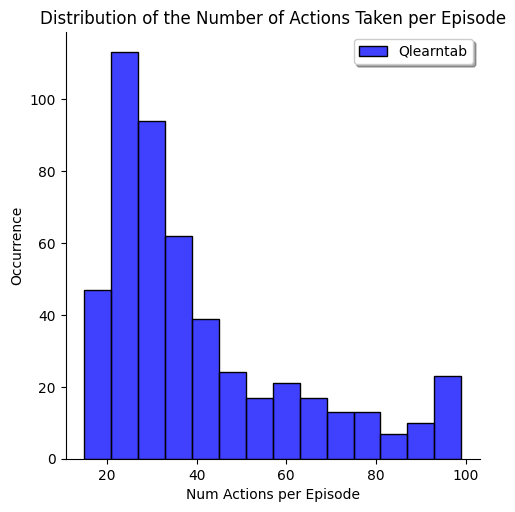 Distribution of the Number of Actions Taken per Episode
Qlearntab
Occurrence
100
80
60
40
20
0
20 40 60 80 100
Num Actions per Episode